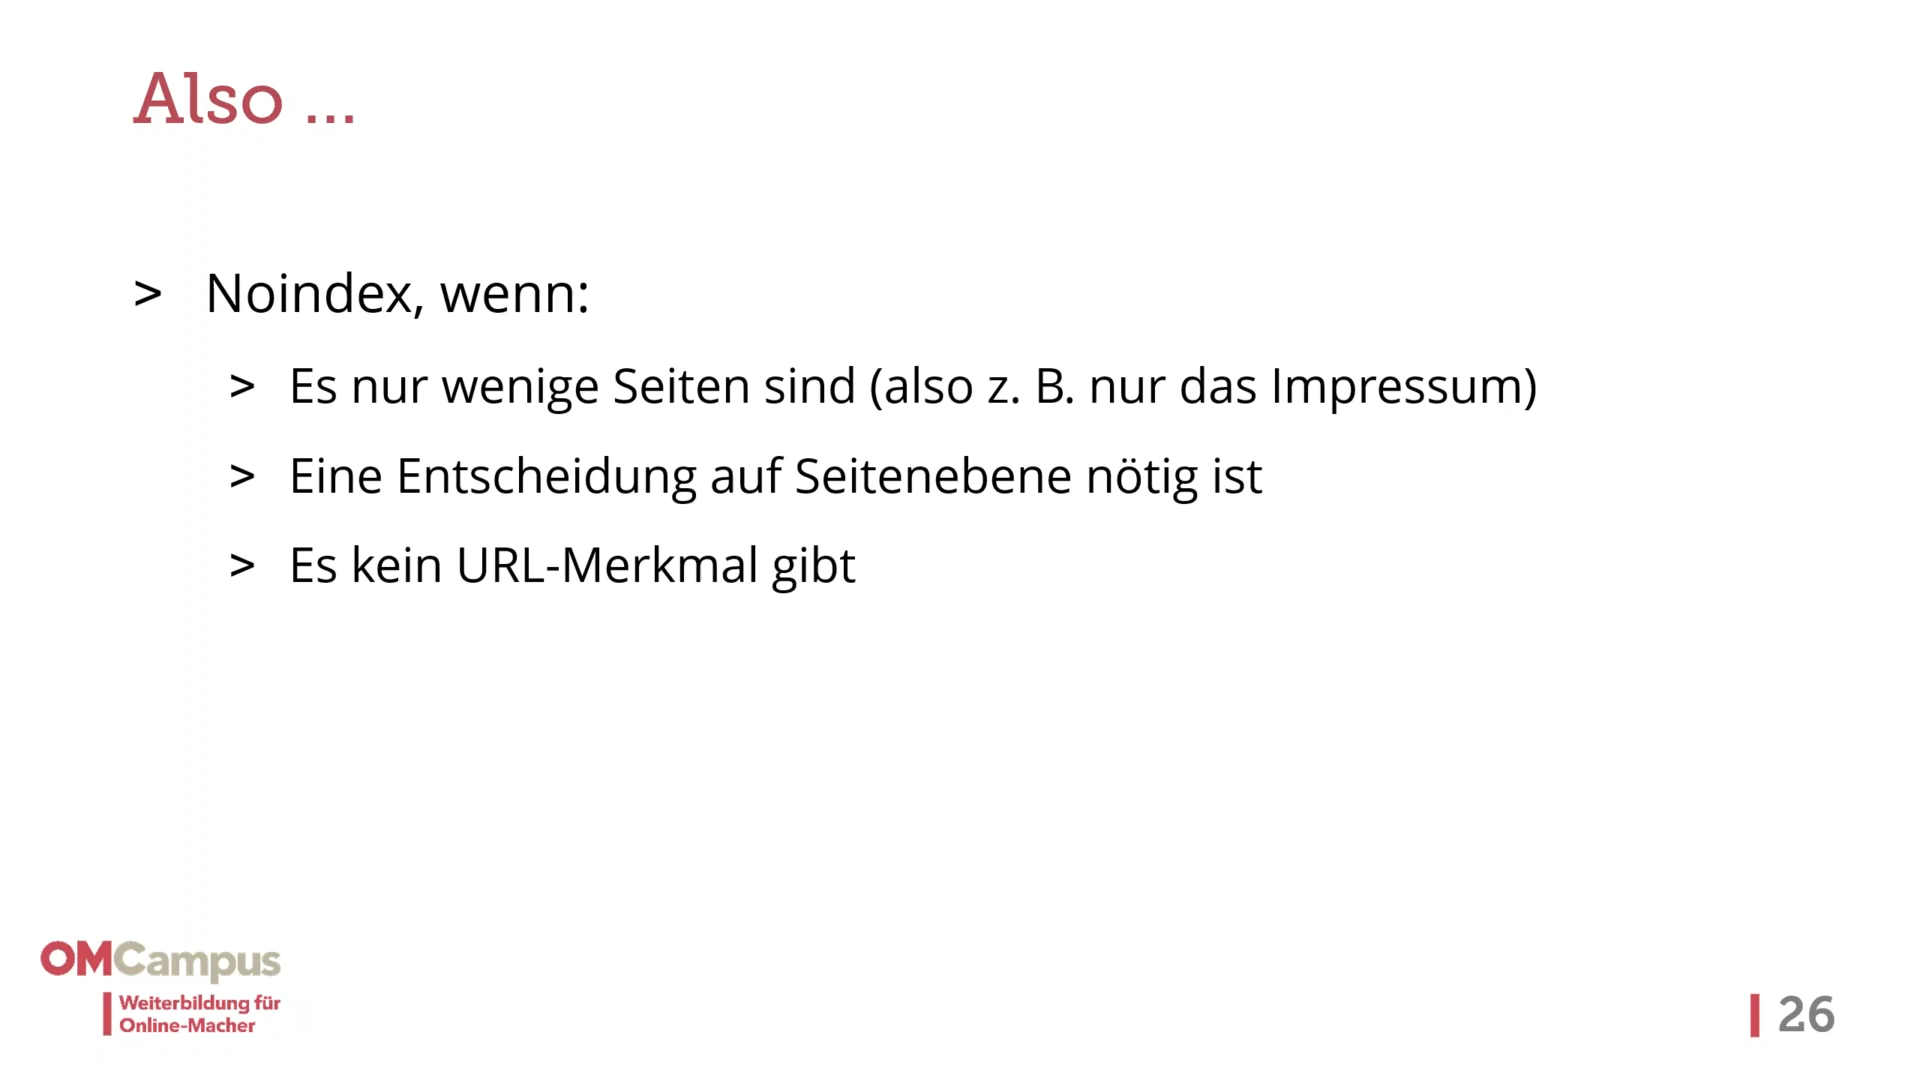 Also ...
> Noindex, wenn:
> Es nur wenige Seiten sind (also z. B. nur das Impressum)
> Eine Entscheidung auf Seitenebene nötig ist
> Es kein URL-Merkmal gibt
OMCampus
Weiterbildung für
Online-Macher
26